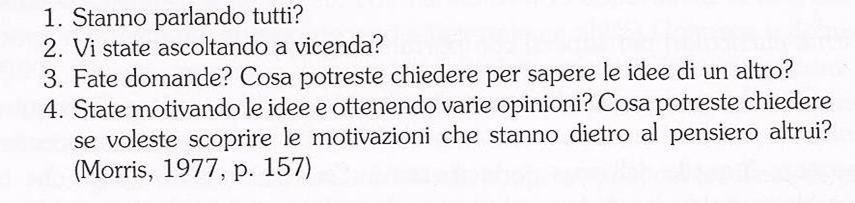 1. Stanno parlando tutti?
2. Vi state ascoltando a vicenda?
3. Fate domande? Cosa potreste chiedere per sapere le idee di un altro?
4. State motivando le idee e ottenendo varie opinioni? Cosa potreste chiedere
se voleste scoprire le motivazioni che stanno dietro al pensiero altrui?
(Morris, 1977, p. 157)